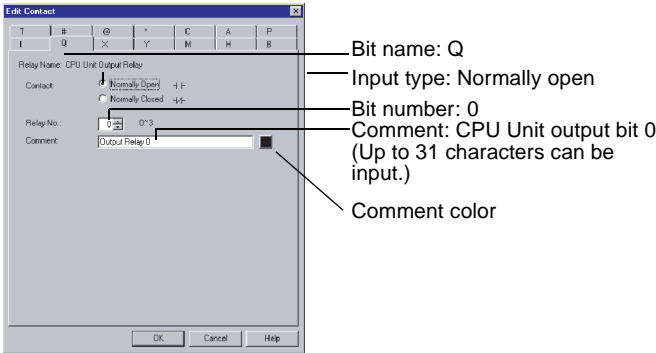 Edit Contact
T # @ * C A P
I Q X Y M H B
Relay Name: CPU Unit Output Relay
Contact: Normally Open
Normally Closed
Relay No.: 0 0~3
Comment: Output Relay 0
OK Cancel Help
Bit name: Q
Input type: Normally open
Bit number: 0
Comment: CPU Unit output bit 0
(Up to 31 characters can be
input.)
Comment color